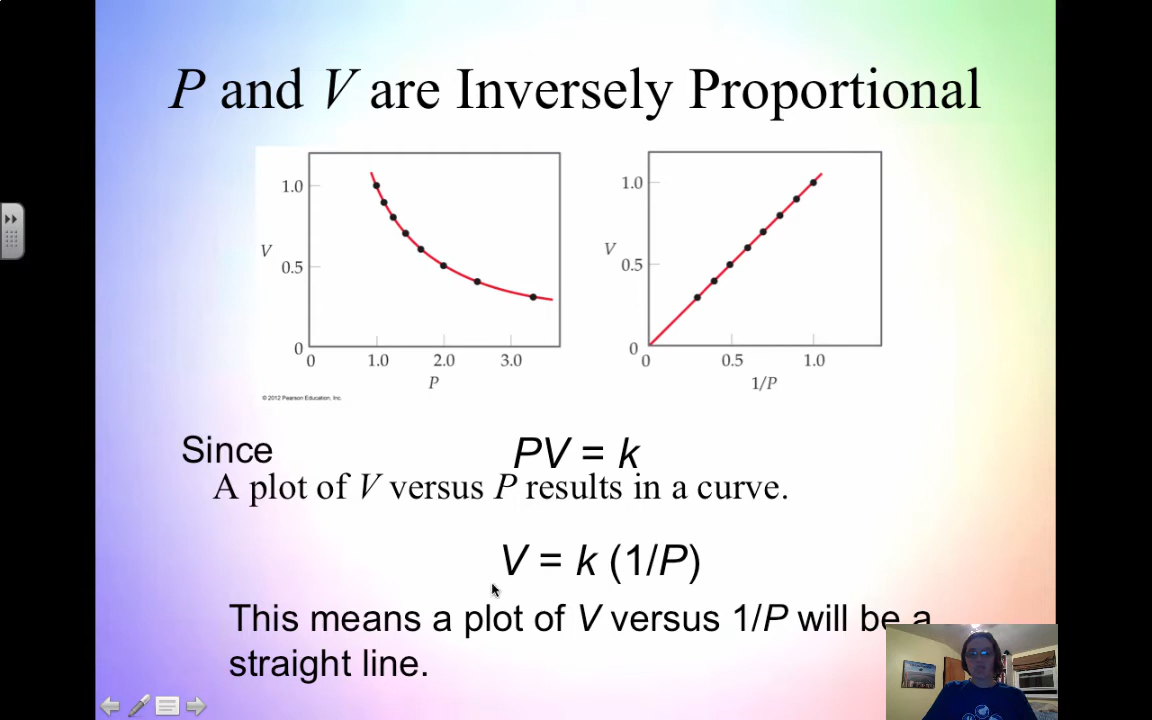 P and V are Inversely Proportional
1.0
V
0.5
0
0
1.0
2.0
3.0
P
© 2012 Pearson Education, Inc.
1.0
V
0.5
0
0
0.5
1.0
1/P
Since
PV = k
A plot of V versus P results in a curve.
V = k (1/P)
This means a plot of V versus 1/P will be a
straight line.